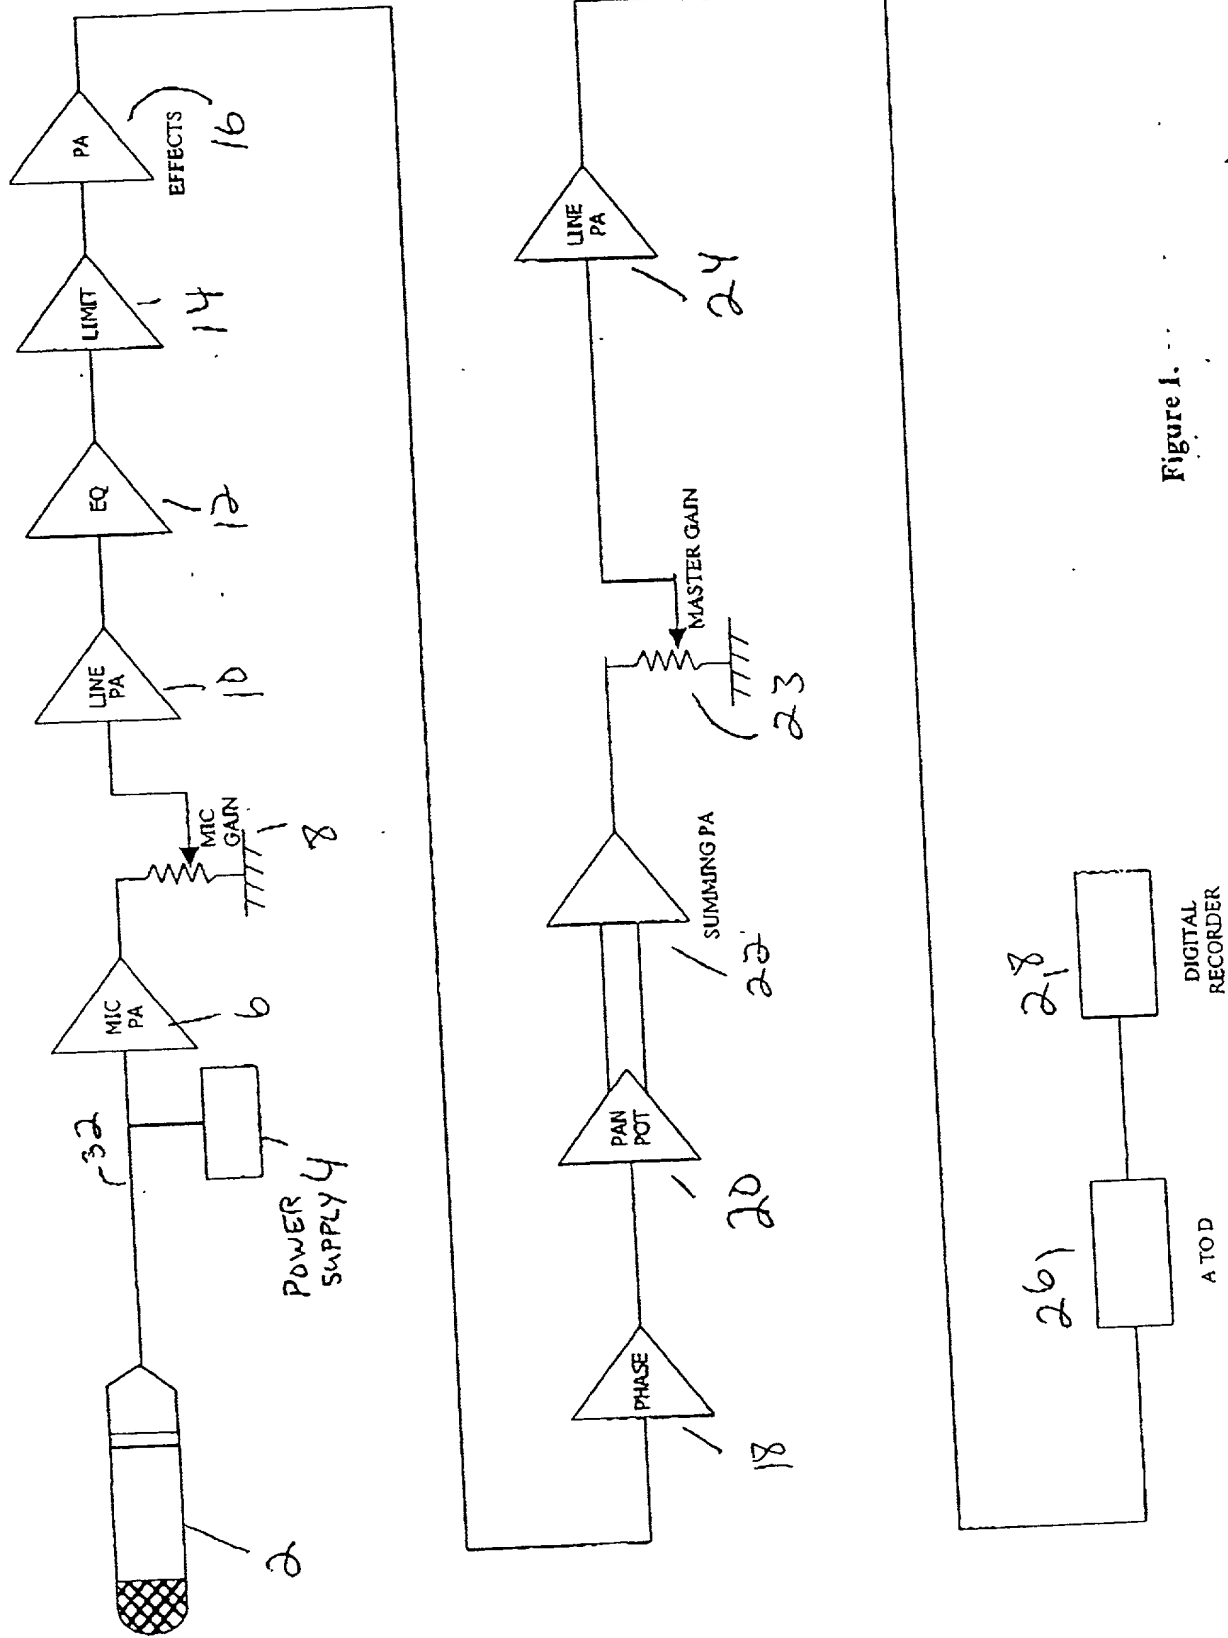 2
32
POWER
SUPPLY 4
MIC
PA
6
MIC
GAIN
8
LINE
PA
10
EQ
12
LIMIT
14
PA
EFFECTS
16
PHASE
18
PAN
POT
20
SUMMING PA
22
MASTER GAIN
23
LINE
PA
24
26
A TO D
28
DIGITAL
RECORDER
Figure 1.